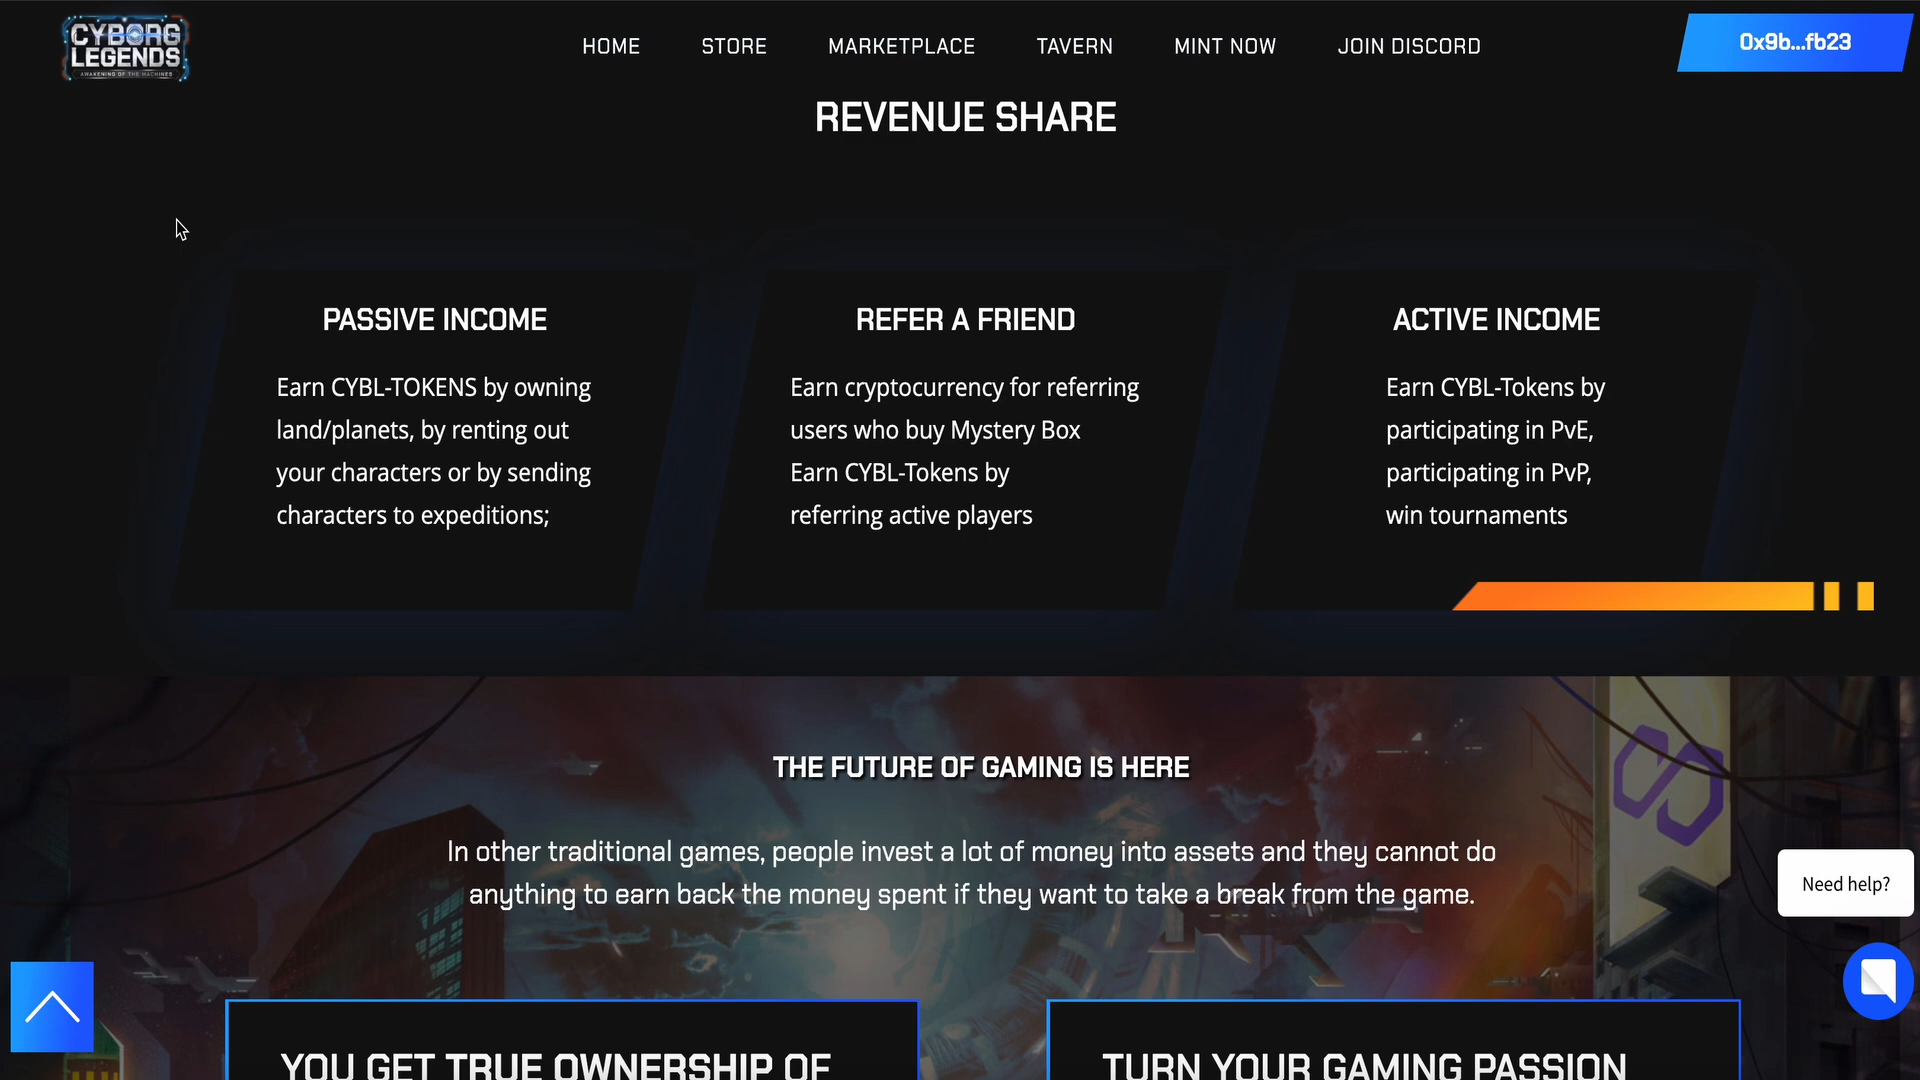 CYBORG
LEGENDS
AWAKENING OF THE MACHINES
HOME STORE MARKETPLACE TAVERN MINT NOW JOIN DISCORD
0x9b...fb23
REVENUE SHARE
PASSIVE INCOME
Earn CYBL-TOKENS by owning
land/planets, by renting out
your characters or by sending
characters to expeditions;
REFER A FRIEND
Earn cryptocurrency for referring
users who buy Mystery Box
Earn CYBL-Tokens by
referring active players
ACTIVE INCOME
Earn CYBL-Tokens by
participating in PvE,
participating in PvP,
win tournaments
THE FUTURE OF GAMING IS HERE
In other traditional games, people invest a lot of money into assets and they cannot do
anything to earn back the money spent if they want to take a break from the game.
Need help?
YOU GET TRUE OWNERSHIP OF
TURN YOUR GAMING PASSION